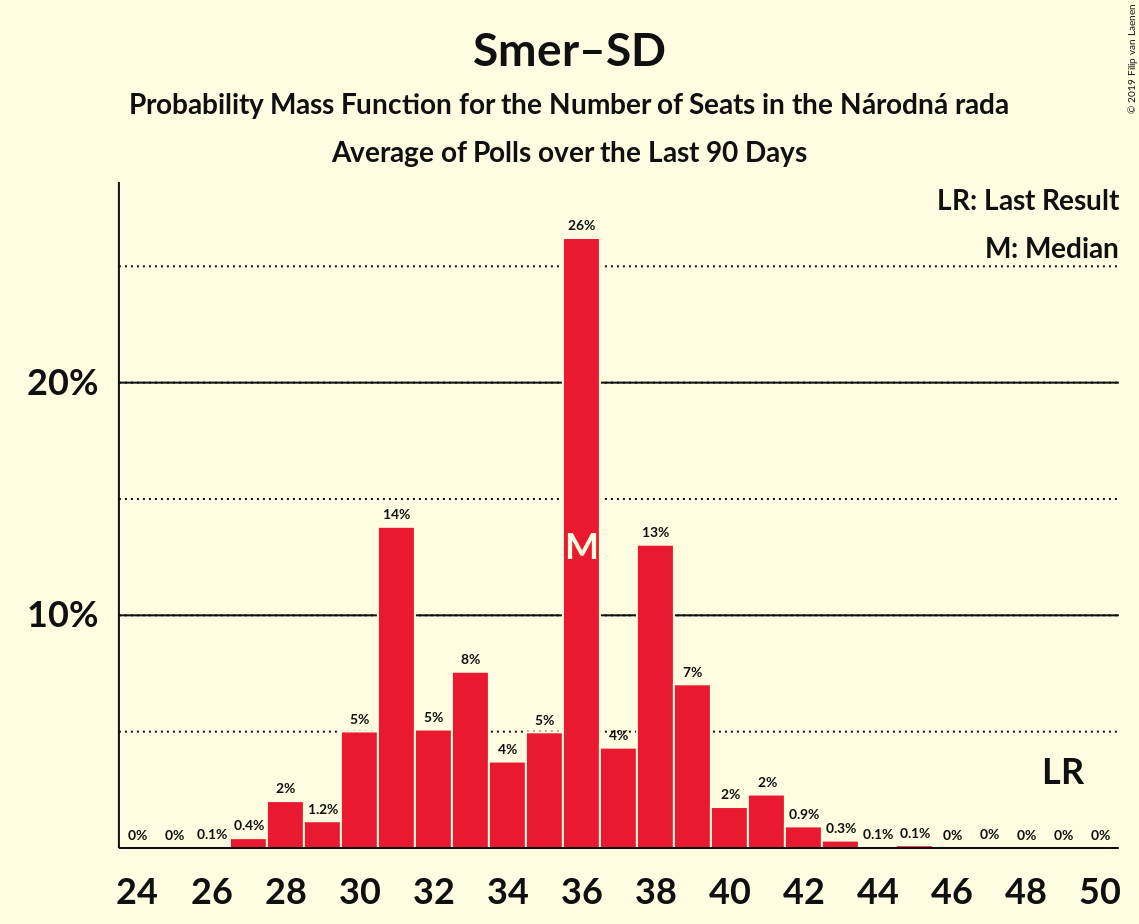 Smer–SD
Probability Mass Function for the Number of Seats in the Národná rada
Average of Polls over the Last 90 Days
© 2019 Filip van Laenen
LR: Last Result
M: Median
20%
10%
0% 0% 0.1% 0.4% 2% 1.2% 5% 14% 5% 8% 4% 5% 26% 4% 13% 7% 2% 2% 0.9% 0.3% 0.1% 0.1% 0% 0% 0% 0% 0%
M
LR
24 26 28 30 32 34 36 38 40 42 44 46 48 50